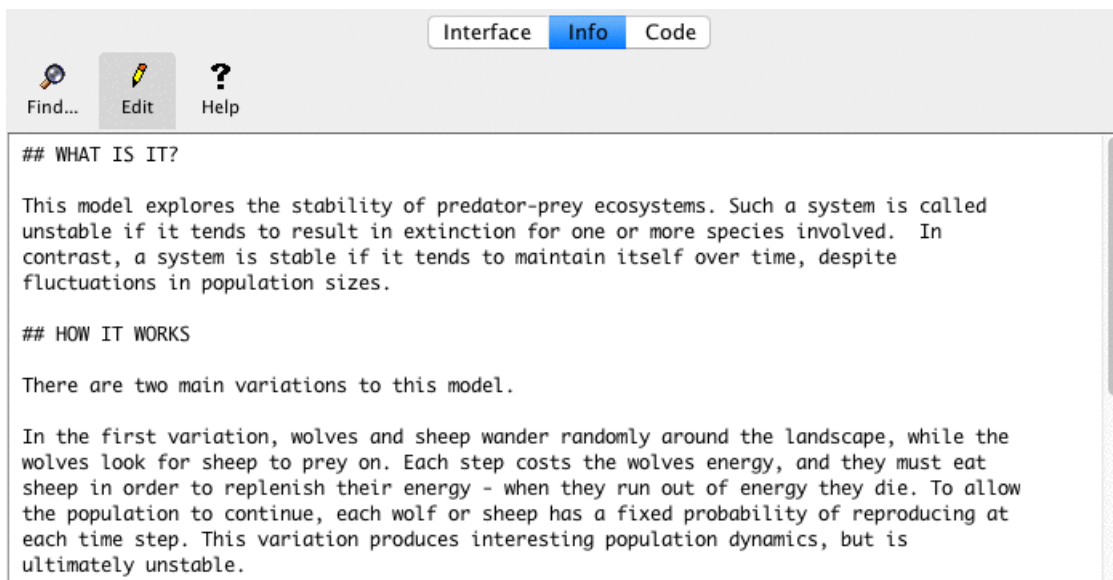 Interface Info Code
Find... Edit Help
## WHAT IS IT?
This model explores the stability of predator-prey ecosystems. Such a system is called
unstable if it tends to result in extinction for one or more species involved.  In
contrast, a system is stable if it tends to maintain itself over time, despite
fluctuations in population sizes.
## HOW IT WORKS
There are two main variations to this model.
In the first variation, wolves and sheep wander randomly around the landscape, while the
wolves look for sheep to prey on. Each step costs the wolves energy, and they must eat
sheep in order to replenish their energy - when they run out of energy they die. To allow
the population to continue, each wolf or sheep has a fixed probability of reproducing at
each time step. This variation produces interesting population dynamics, but is
ultimately unstable.